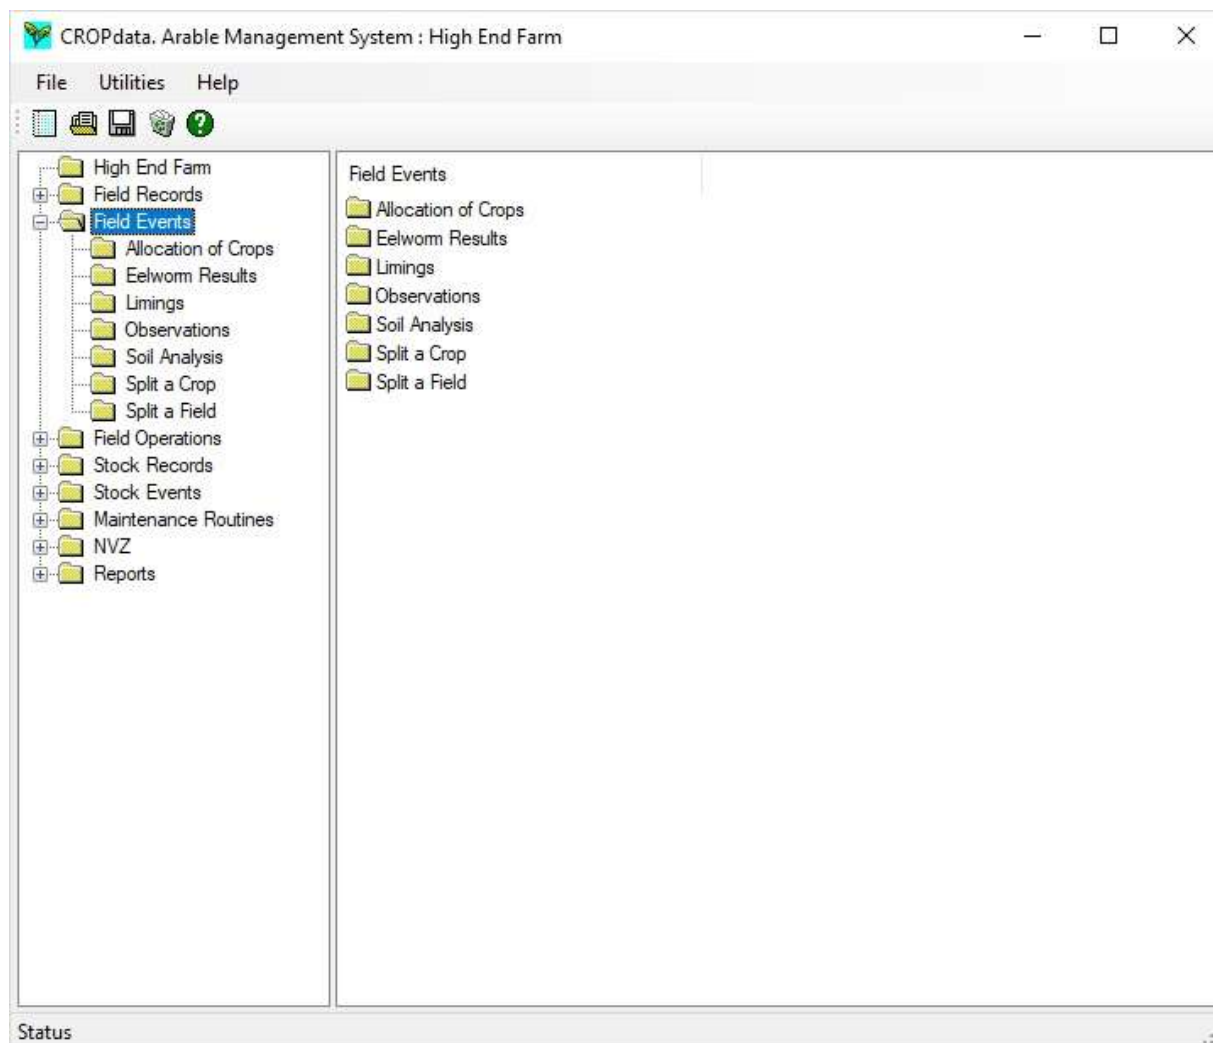 CROPdata. Arable Management System : High End Farm
File Utilities Help
High End Farm
Field Records
Field Events
Allocation of Crops
Eelworm Results
Limings
Observations
Soil Analysis
Split a Crop
Split a Field
Field Operations
Stock Records
Stock Events
Maintenance Routines
NVZ
Reports
Field Events
Allocation of Crops
Eelworm Results
Limings
Observations
Soil Analysis
Split a Crop
Split a Field
Status